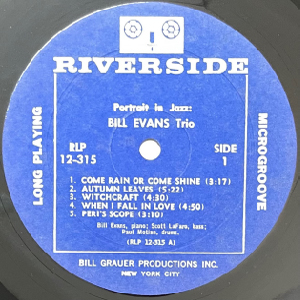 RIVERSIDE
Portrait in Jazz:
BILL EVANS Trio
RLP
12-315
SIDE
1
LONG PLAYING
MICROGROOVE
1. COME RAIN OR COME SHINE (3:17)
2. AUTUMN LEAVES (5:22)
3. WITCHCRAFT (4:30)
4. WHEN I FALL IN LOVE (4:50)
5. PERI'S SCOPE (3:10)
Bill Evans, piano; Scott LaFaro, bass;
Paul Motian, drums.
(RLP 12-315 A)
BILL GRAUER PRODUCTIONS INC.
NEW YORK CITY